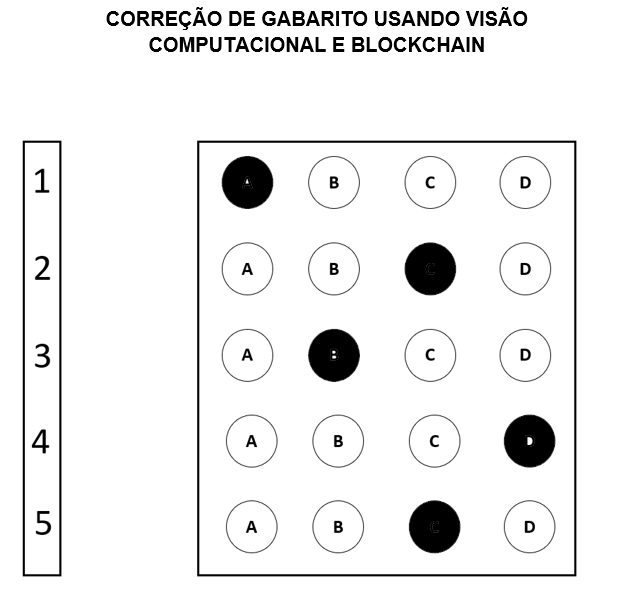 CORREÇÃO DE GABARITO USANDO VISÃO
COMPUTACIONAL E BLOCKCHAIN
1 A B C D
2 A B C D
3 A B C D
4 A B C D
5 A B C D